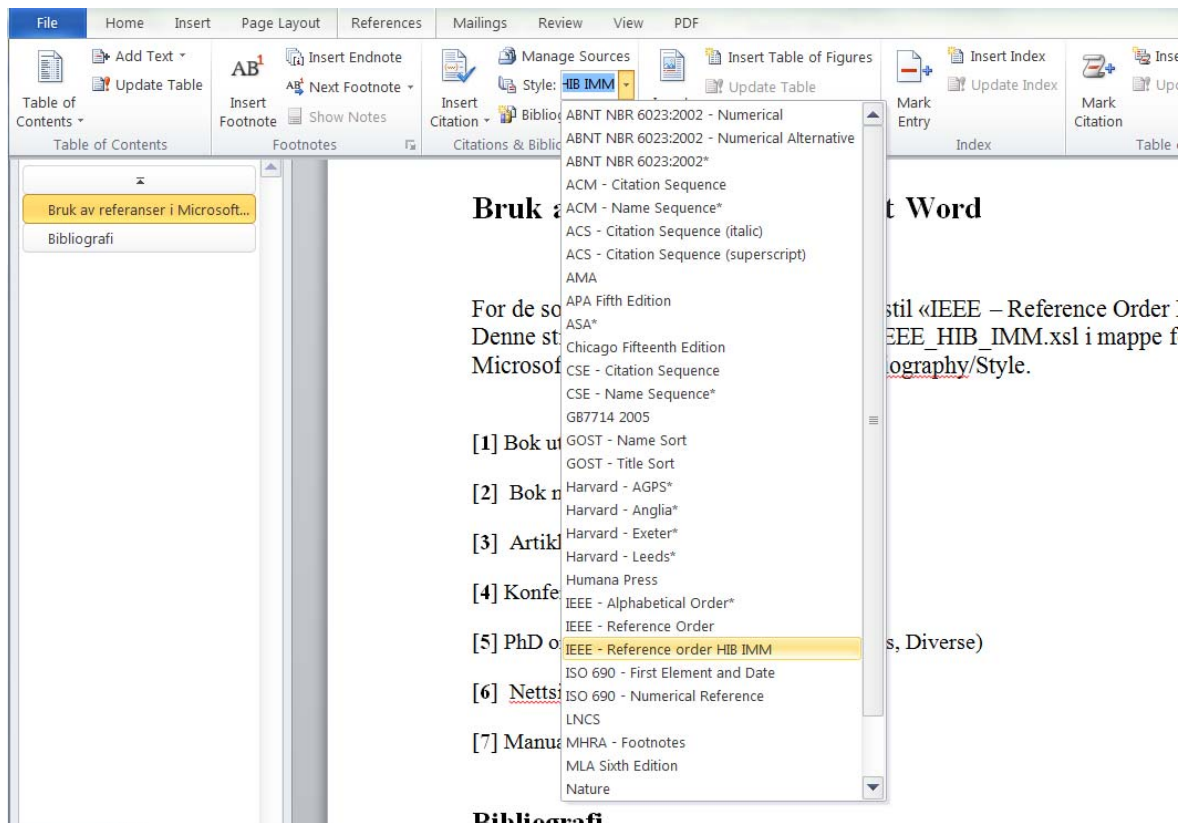 File Home Insert Page Layout References Mailings Review View PDF
Add Text
Update Table
Table of
Contents
Table of Contents
AB1
Insert
Footnote
Insert Endnote
AB1 Next Footnote
Show Notes
Footnotes
Insert
Citation
Manage Sources
Style: HIB IMM
Bibliog
Citations & Biblic
Insert Table of Figures
Update Table
Mark
Entry
Insert Index
Update Index
Index
Mark
Citation
Inse
Upd
Table
ABNT NBR 6023:2002 - Numerical
ABNT NBR 6023:2002 - Numerical Alternative
ABNT NBR 6023:2002*
ACM - Citation Sequence
ACM - Name Sequence*
ACS - Citation Sequence (italic)
ACS - Citation Sequence (superscript)
AMA
APA Fifth Edition
ASA*
Chicago Fifteenth Edition
CSE - Citation Sequence
CSE - Name Sequence*
GB7714 2005
GOST - Name Sort
GOST - Title Sort
Harvard - AGPS*
Harvard - Anglia*
Harvard - Exeter*
Harvard - Leeds*
Humana Press
IEEE - Alphabetical Order*
IEEE - Reference Order
IEEE - Reference order HIB IMM
ISO 690 - First Element and Date
ISO 690 - Numerical Reference
LNCS
MHRA - Footnotes
MLA Sixth Edition
Nature
Bruk av referanser i Microsoft...
Bibliografi
Bruk a t Word
For de so stil «IEEE – Reference Order
Denne st EEE_HIB_IMM.xsl i mappe f
Microsof ography/Style.
[1] Bok ut
[2] Bok n
[3] Artikl
[4] Konfe
[5] PhD o s, Diverse)
[6] Nettsi
[7] Manua
Bibliografi